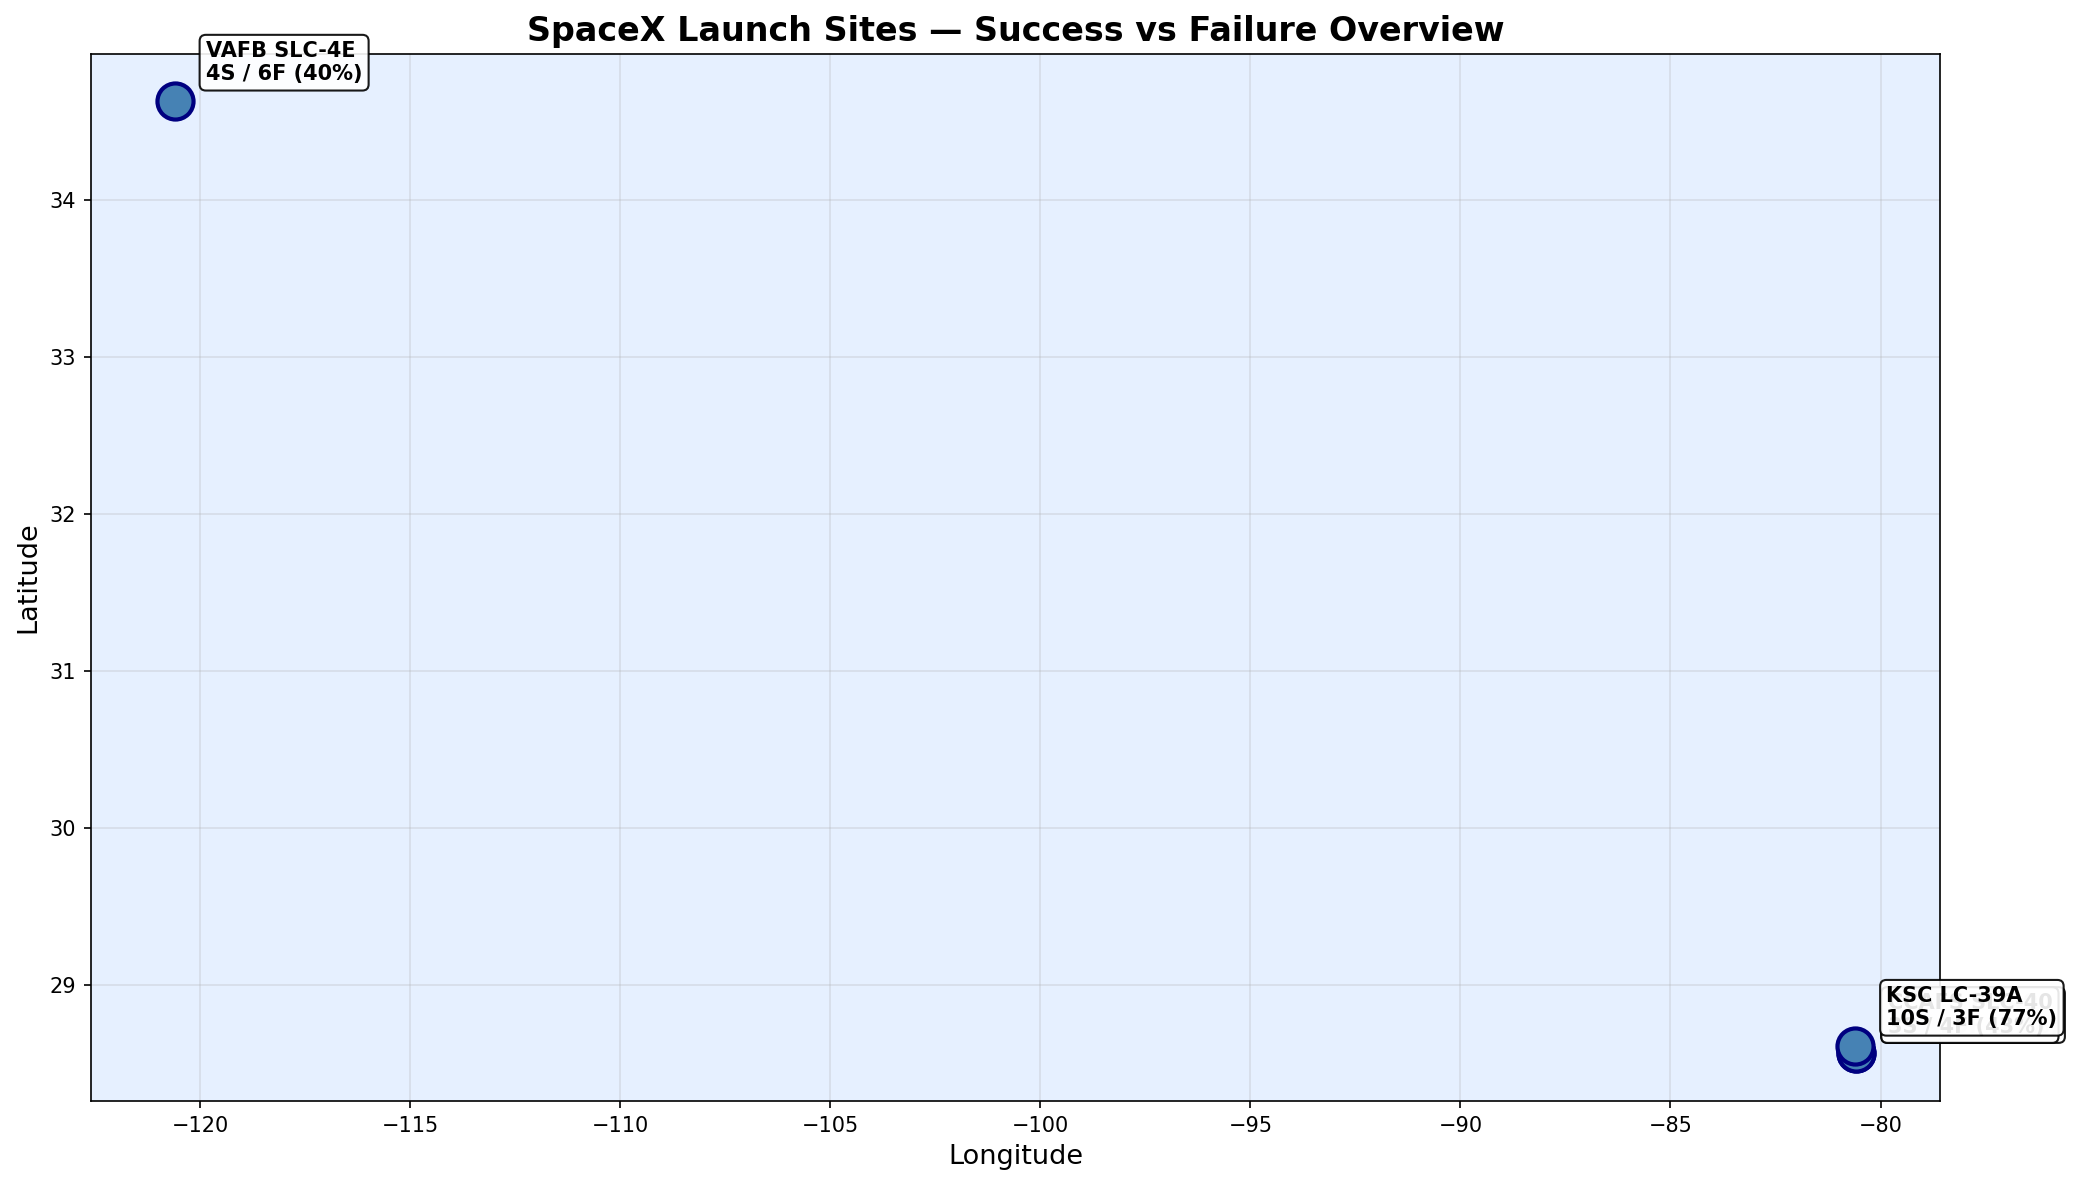 SpaceX Launch Sites — Success vs Failure Overview
VAFB SLC-4E
4S / 6F (40%)
34
33
32
31
30
29
Latitude
KSC LC-39A
10S / 3F (77%)
−120
−115
−110
−105
−100
−95
−90
−85
−80
Longitude